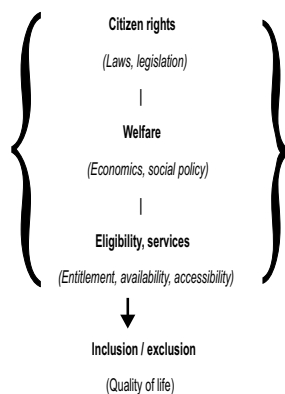 Citizen rights
(Laws, legislation)
Welfare
(Economics, social policy)
Eligibility, services
(Entitlement, availability, accessibility)
Inclusion / exclusion
(Quality of life)